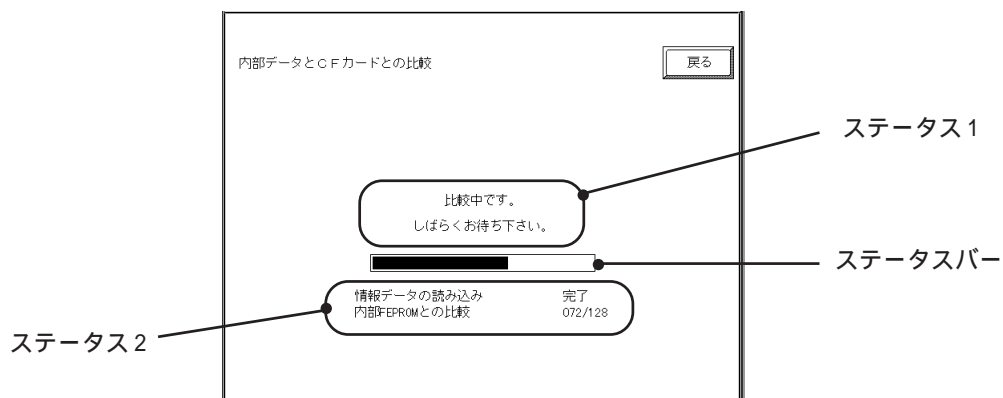 内部データとCFカードとの比較
戻る
ステータス1
比較中です。
しばらくお待ち下さい。
ステータスバー
情報データの読み込み 完了
内部FEPROMとの比較 072/128
ステータス2